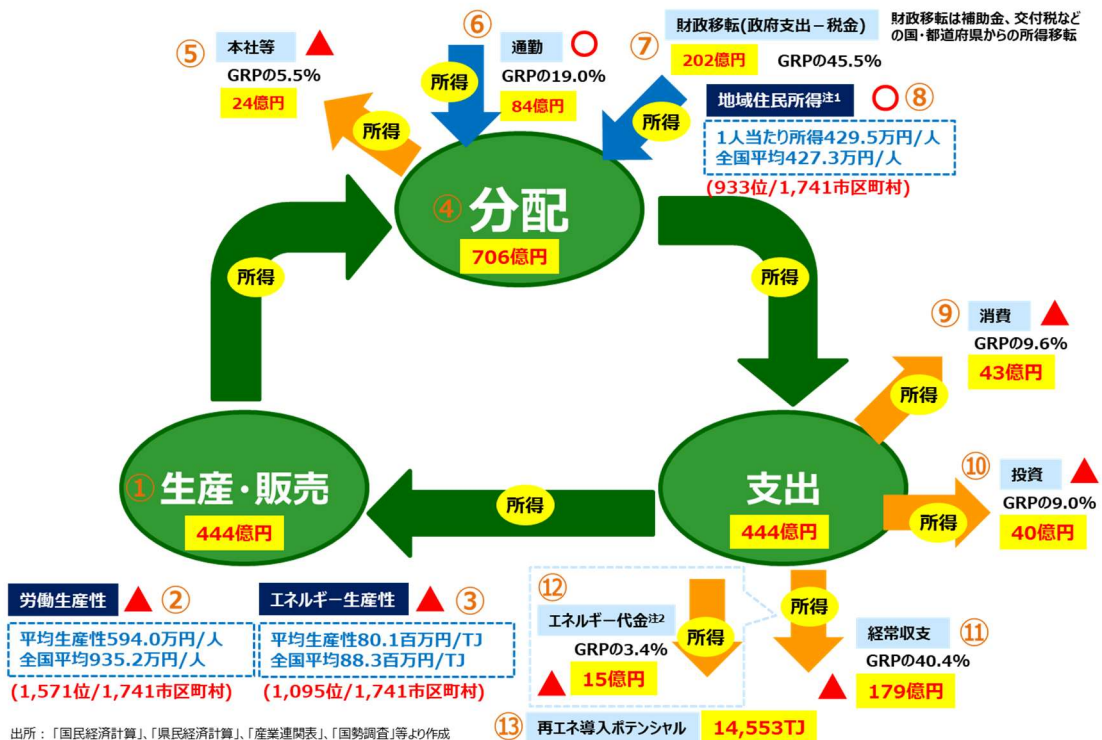 ⑤ 本社等 ▲
GRPの5.5%
24億円
所得
⑥ 通勤 ○
GRPの19.0%
84億円
所得
⑦ 財政移転(政府支出－税金)
202億円 GRPの45.5%
財政移転は補助金、交付税など
の国・都道府県からの所得移転
所得
地域住民所得注1 ○ ⑧
1人当たり所得429.5万円/人
全国平均427.3万円/人
(933位/1,741市区町村)
④ 分配
706億円
所得
所得
⑨ 消費 ▲
GRPの9.6%
43億円
所得
① 生産・販売
444億円
所得
支出
444億円
⑩ 投資 ▲
GRPの9.0%
40億円
所得
労働生産性 ▲ ②
平均生産性594.0万円/人
全国平均935.2万円/人
(1,571位/1,741市区町村)
エネルギー生産性 ▲ ③
平均生産性80.1百万円/TJ
全国平均88.3百万円/TJ
(1,095位/1,741市区町村)
⑫
エネルギー代金注2
GRPの3.4%
▲ 15億円
所得
所得
経常収支 ⑪
GRPの40.4%
▲ 179億円
⑬ 再エネ導入ポテンシャル 14,553TJ
出所：「国民経済計算」、「県民経済計算」、「産業連関表」、「国勢調査」等より作成